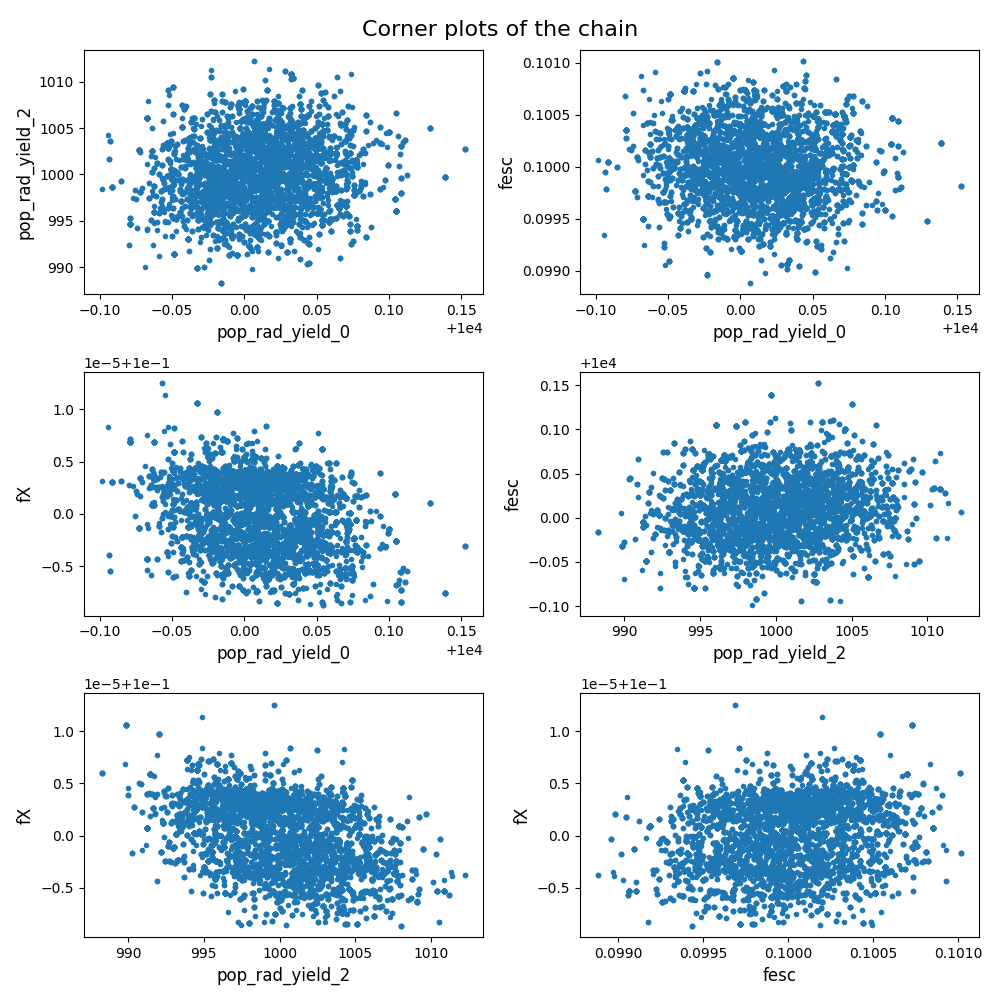 Corner plots of the chain
pop_rad_yield_2
1010
1005
1000
995
990
−0.10 −0.05 0.00 0.05 0.10 0.15
+1e4
pop_rad_yield_0
fesc
0.1010
0.1005
0.1000
0.0995
0.0990
−0.10 −0.05 0.00 0.05 0.10 0.15
+1e4
pop_rad_yield_0
1e−5+1e−1
fX
1.0
0.5
0.0
−0.5
−0.10 −0.05 0.00 0.05 0.10 0.15
+1e4
pop_rad_yield_0
+1e4
fesc
0.15
0.10
0.05
0.00
−0.05
−0.10
990 995 1000 1005 1010
pop_rad_yield_2
1e−5+1e−1
fX
1.0
0.5
0.0
−0.5
990 995 1000 1005 1010
pop_rad_yield_2
1e−5+1e−1
fX
1.0
0.5
0.0
−0.5
0.0990 0.0995 0.1000 0.1005 0.1010
fesc